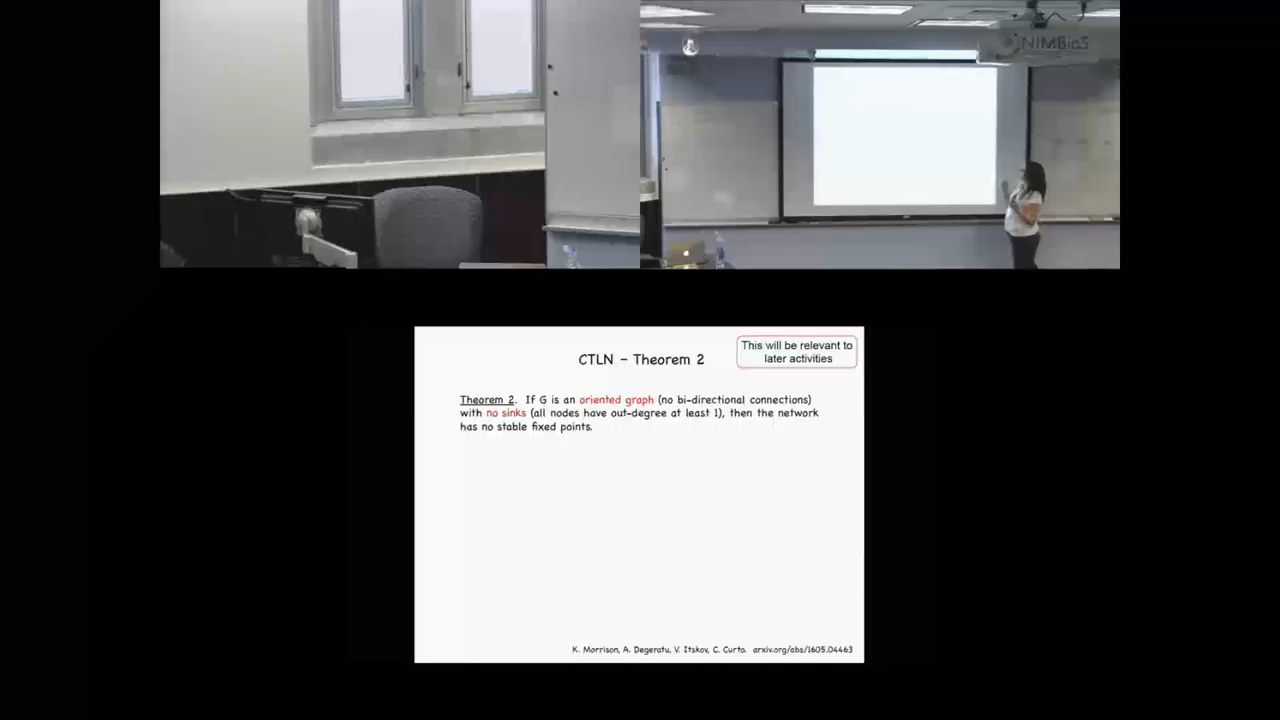 NIMBioS
CTLN – Theorem 2
This will be relevant to
later activities
Theorem 2. If G is an oriented graph (no bi-directional connections)
with no sinks (all nodes have out-degree at least 1), then the network
has no stable fixed points.
K. Morrison, A. Degeratu, V. Itskov, C. Curto. arxiv.org/abs/1605.04463